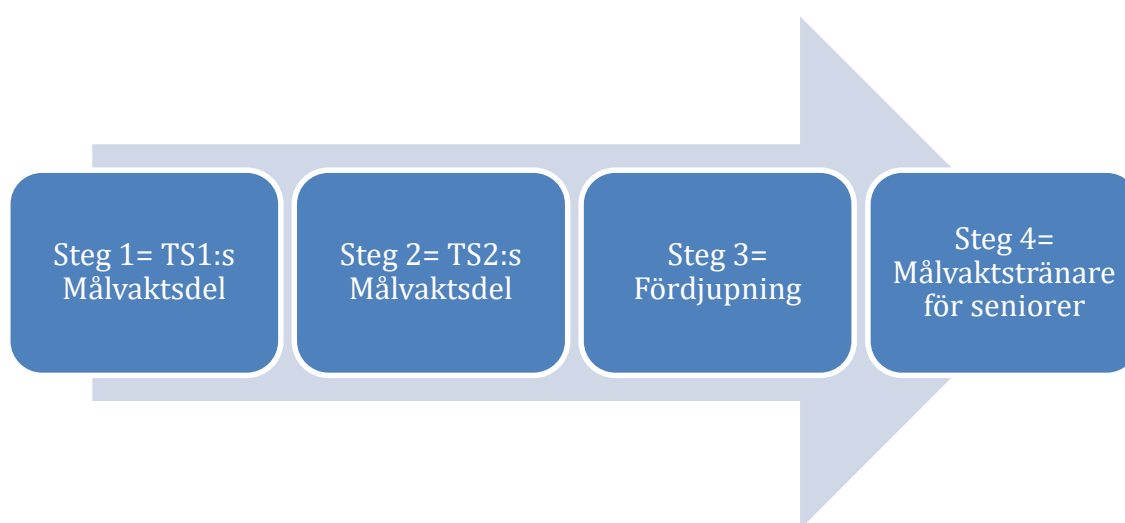 Steg 1= TS1:s
Målvaktsdel
Steg 2= TS2:s
Målvaktsdel
Steg 3=
Fördjupning
Steg 4=
Målvaktstränare
för seniorer